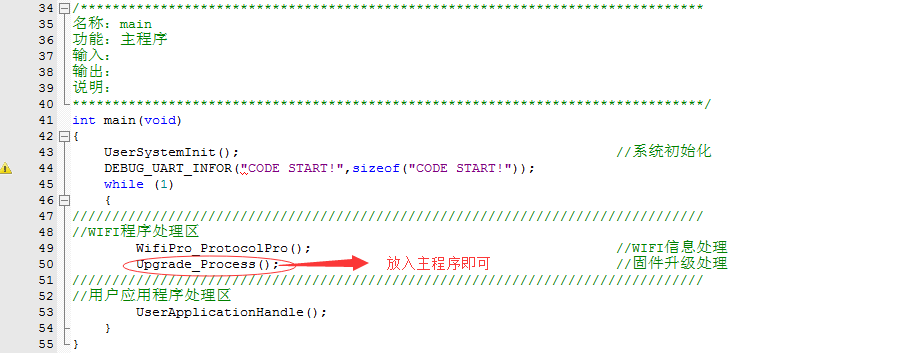 34 /******************************************************************************
35 名称：main
36 功能：主程序
37 输入：
38 输出：
39 说明：
40 *******************************************************************************/
41 int main(void)
42 {
43 UserSystemInit(); //系统初始化
44 DEBUG_UART_INFOR("CODE START!",sizeof("CODE START!"));
45 while (1)
46 {
47 ///////////////////////////////////////////////////////////////////////////////
48 //WIFI程序处理区
49 WifiPro_ProtocolPro(); //WIFI信息处理
50 Upgrade_Process(); 放入主程序即可 //固件升级处理
51 ///////////////////////////////////////////////////////////////////////////////
52 //用户应用程序处理区
53 UserApplicationHandle();
54 }
55 }